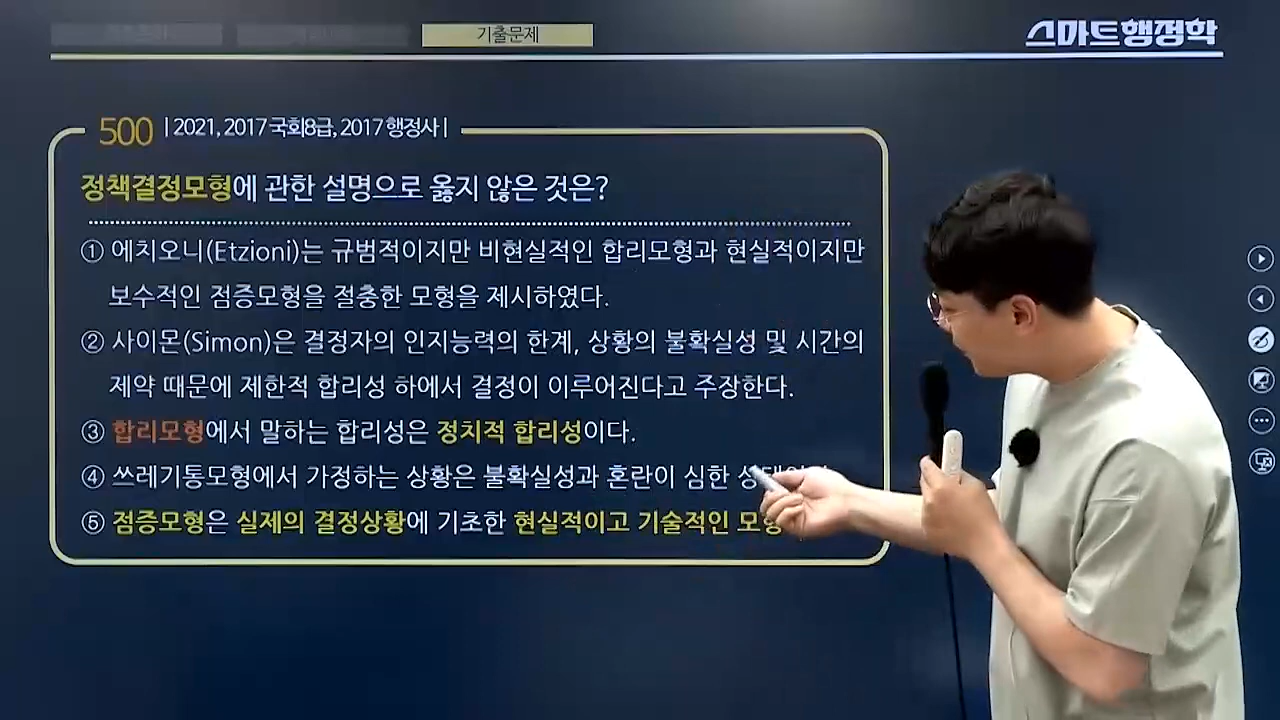 기출문제
스마트행정학
500 | 2021, 2017 국회8급, 2017 행정사 |
정책결정모형에 관한 설명으로 옳지 않은 것은?
① 에치오니(Etzioni)는 규범적이지만 비현실적인 합리모형과 현실적이지만
보수적인 점증모형을 절충한 모형을 제시하였다.
② 사이몬(Simon)은 결정자의 인지능력의 한계, 상황의 불확실성 및 시간의
제약 때문에 제한적 합리성 하에서 결정이 이루어진다고 주장한다.
③ 합리모형에서 말하는 합리성은 정치적 합리성이다.
④ 쓰레기통모형에서 가정하는 상황은 불확실성과 혼란이 심한
⑤ 점증모형은 실제의 결정상황에 기초한 현실적이고 기술적인 모형